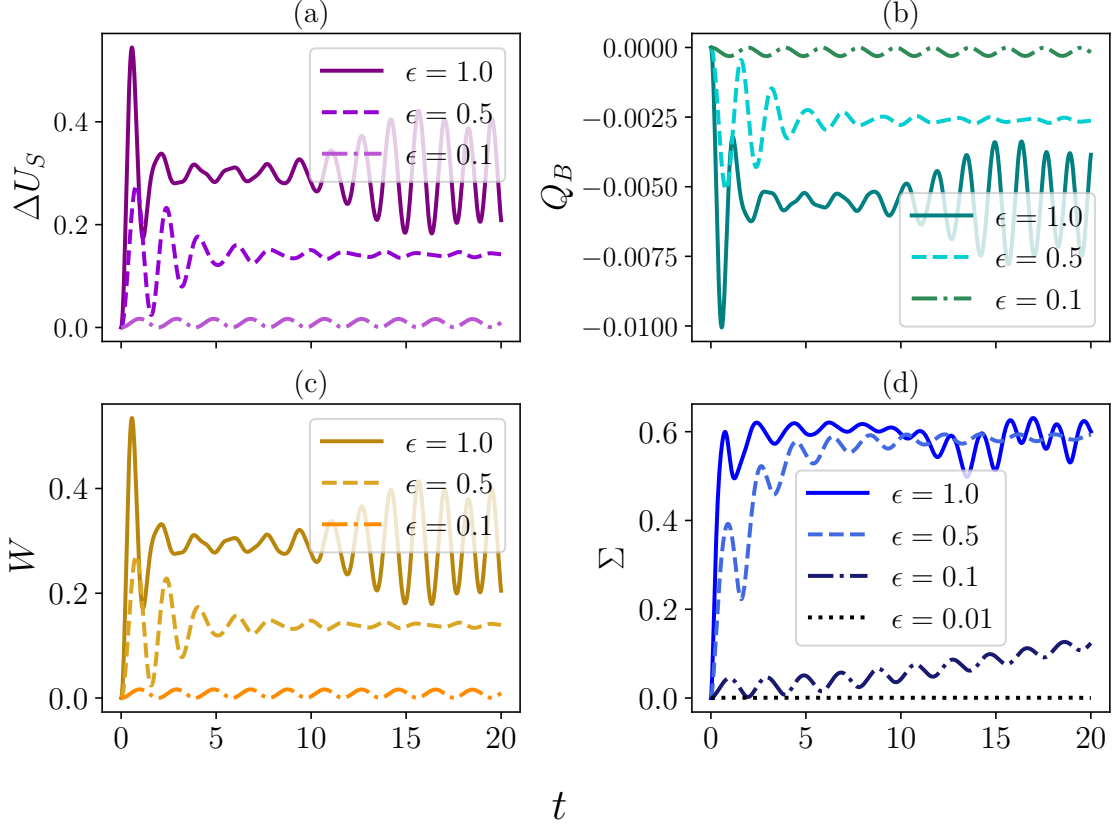 (a)
ΔU_S
0.4
0.2
0.0
ϵ = 1.0
ϵ = 0.5
ϵ = 0.1
(b)
Q_B
0.0000
−0.0025
−0.0050
−0.0075
−0.0100
ϵ = 1.0
ϵ = 0.5
ϵ = 0.1
(c)
W
0.4
0.2
0.0
ϵ = 1.0
ϵ = 0.5
ϵ = 0.1
0 5 10 15 20
(d)
Σ
0.6
0.4
0.2
0.0
ϵ = 1.0
ϵ = 0.5
ϵ = 0.1
ϵ = 0.01
0 5 10 15 20
t